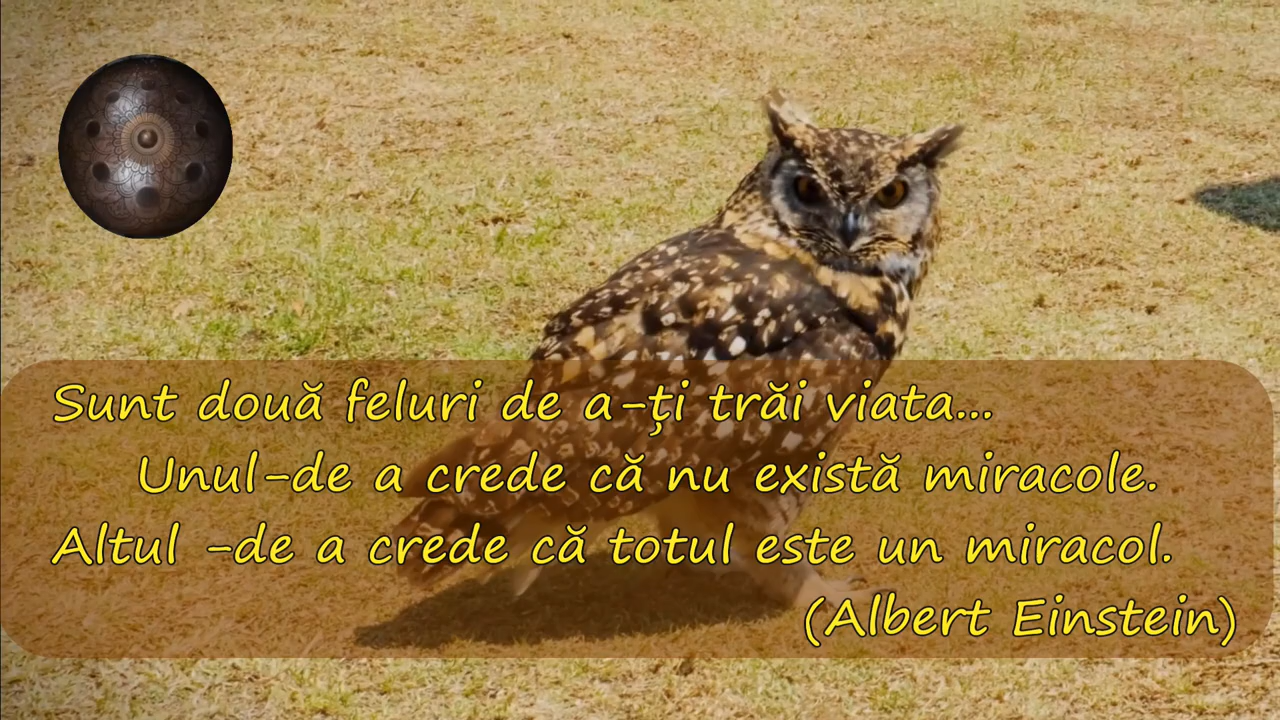 Sunt două feluri de a-ți trăi viata...
Unul-de a crede că nu există miracole.
Altul -de a crede că totul este un miracol.
(Albert Einstein)